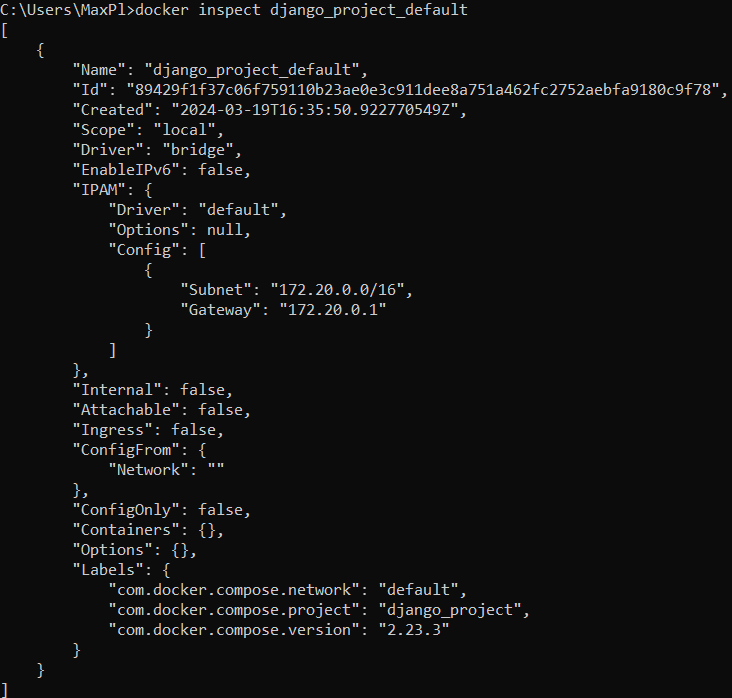 C:\Users\MaxPl>docker inspect django_project_default
[
    {
        "Name": "django_project_default",
        "Id": "89429f1f37c06f759110b23ae0e3c911dee8a751a462fc2752aebfa9180c9f78",
        "Created": "2024-03-19T16:35:50.922770549Z",
        "Scope": "local",
        "Driver": "bridge",
        "EnableIPv6": false,
        "IPAM": {
            "Driver": "default",
            "Options": null,
            "Config": [
                {
                    "Subnet": "172.20.0.0/16",
                    "Gateway": "172.20.0.1"
                }
            ]
        },
        "Internal": false,
        "Attachable": false,
        "Ingress": false,
        "ConfigFrom": {
            "Network": ""
        },
        "ConfigOnly": false,
        "Containers": {},
        "Options": {},
        "Labels": {
            "com.docker.compose.network": "default",
            "com.docker.compose.project": "django_project",
            "com.docker.compose.version": "2.23.3"
        }
    }
]